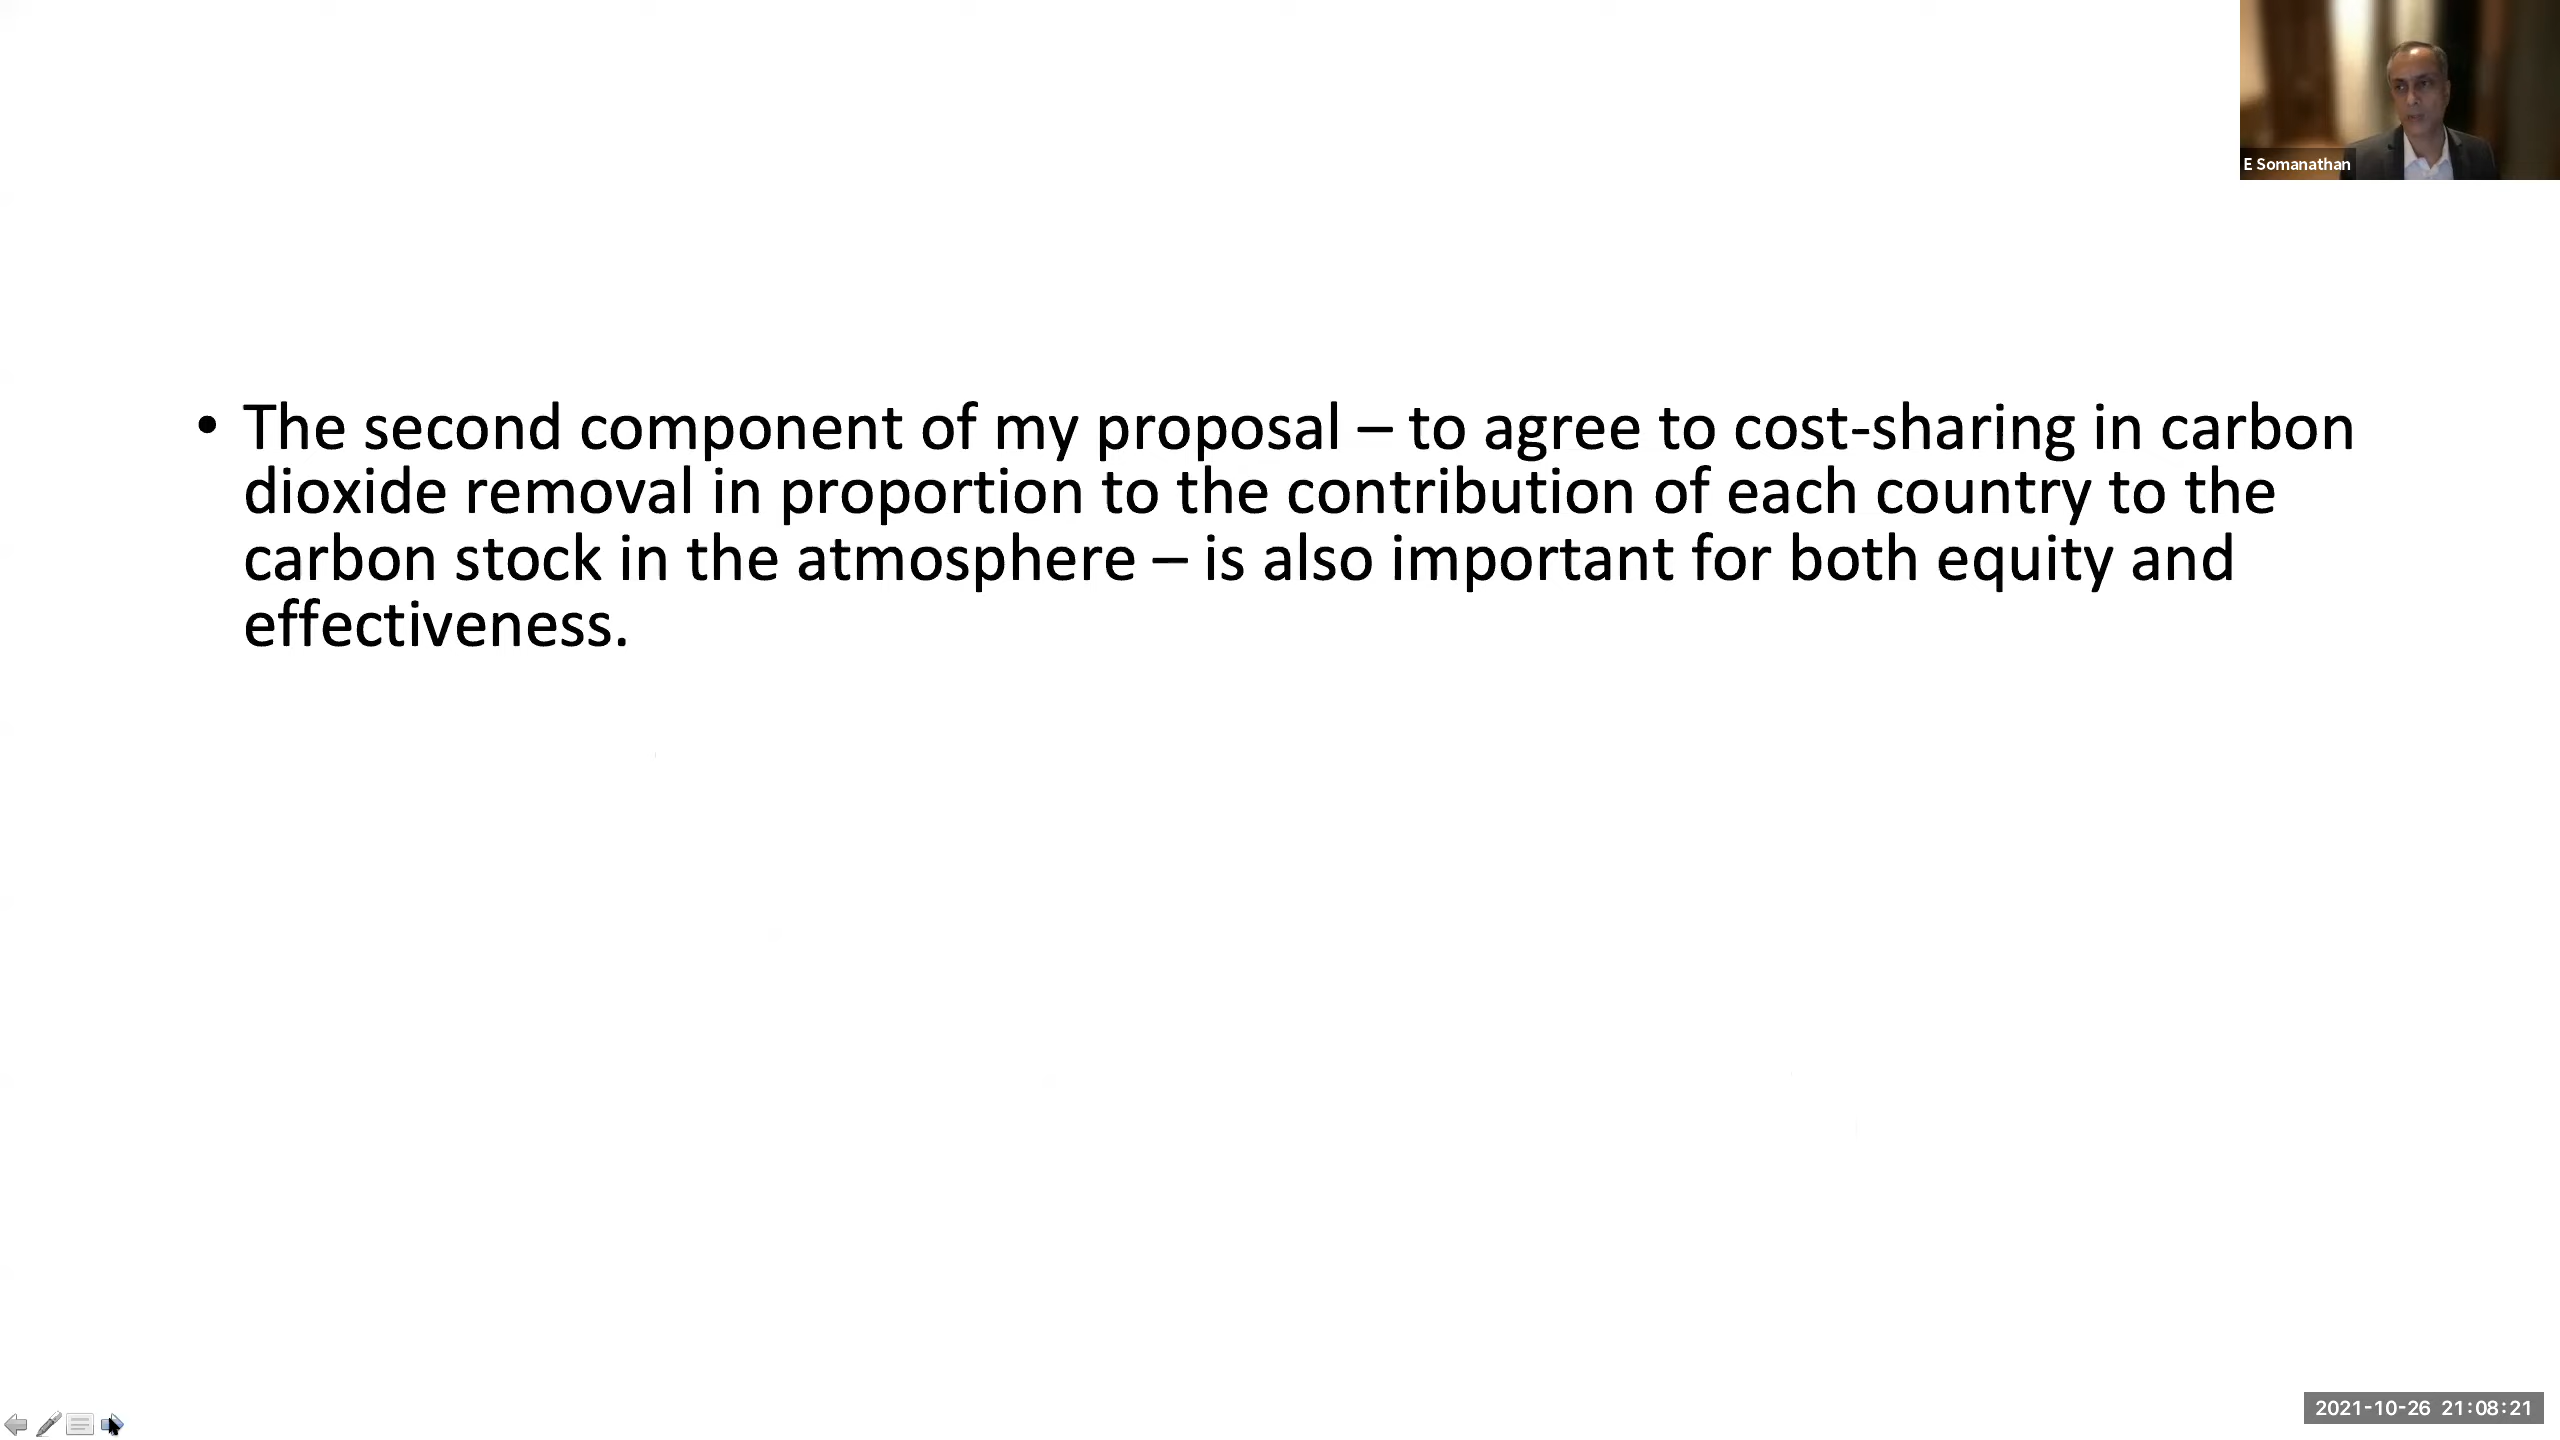 E Somanathan
• The second component of my proposal – to agree to cost-sharing in carbon
dioxide removal in proportion to the contribution of each country to the
carbon stock in the atmosphere – is also important for both equity and
effectiveness.
2021-10-26 21:08:21